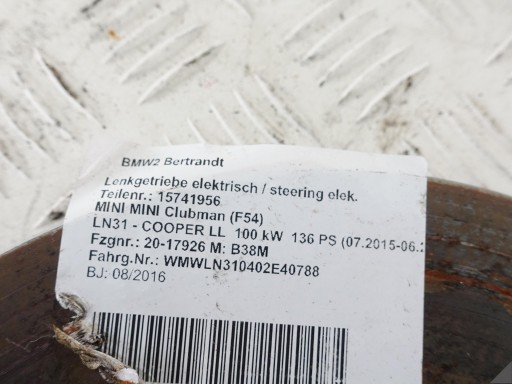 BMW2 Bertrandt
Lenkgetriebe elektrisch / steering elek.
Teilenr.: 15741956
MINI MINI Clubman (F54)
LN31 - COOPER LL 100 kW 136 PS (07.2015-06.:
Fzgnr.: 20-17926 M: B38M
Fahrg.Nr.: WMWLN310402E40788
BJ: 08/2016